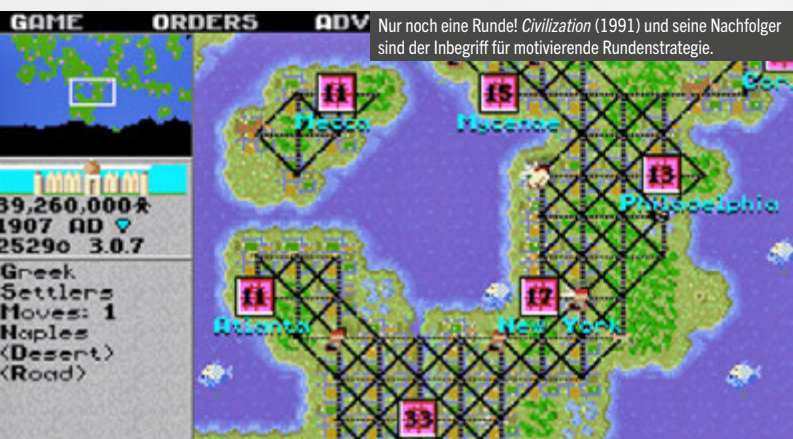 GAME ORDERS ADV
Nur noch eine Runde! Civilization (1991) und seine Nachfolger
sind der Inbegriff für motivierende Rundenstrategie.
11
Mecca
15
Mycenae
Cor
13
Philadelphia
39,260,000
1907 AD
2529o 3.0.7
Greek
Settlers
Moves: 1
Naples
(Desert)
(Road)
11
Atlanta
17
New York
33